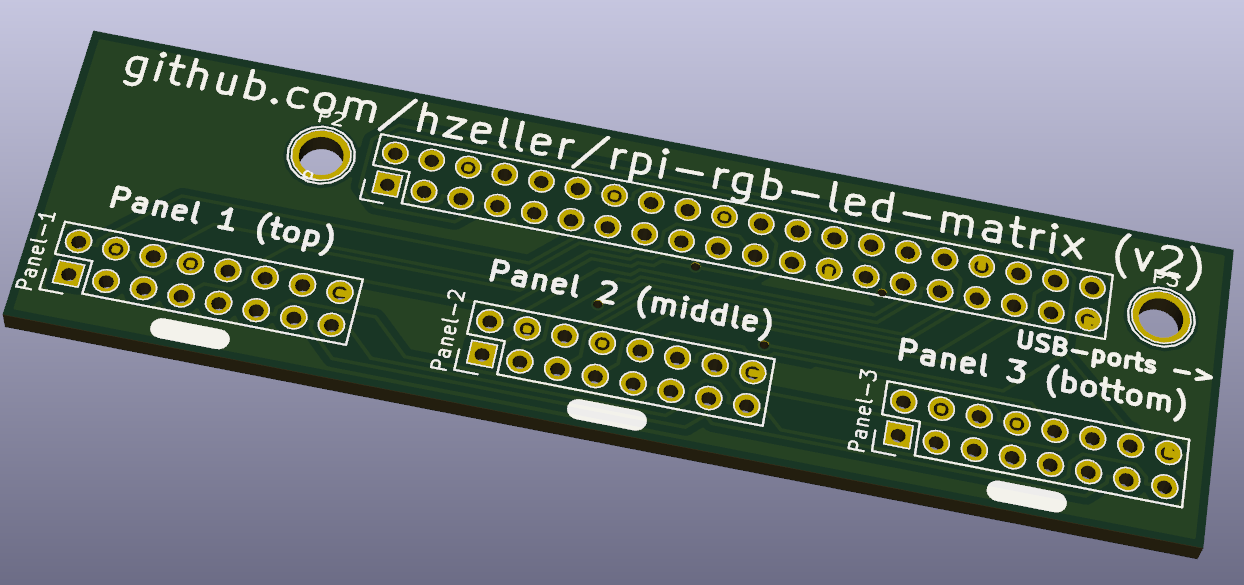 github.com/hzeller/rpi-rgb-led-matrix (v2)
P2
P3
USB-ports ->
Panel 1 (top)
Panel-1
Panel 2 (middle)
Panel-2
Panel 3 (bottom)
Panel-3